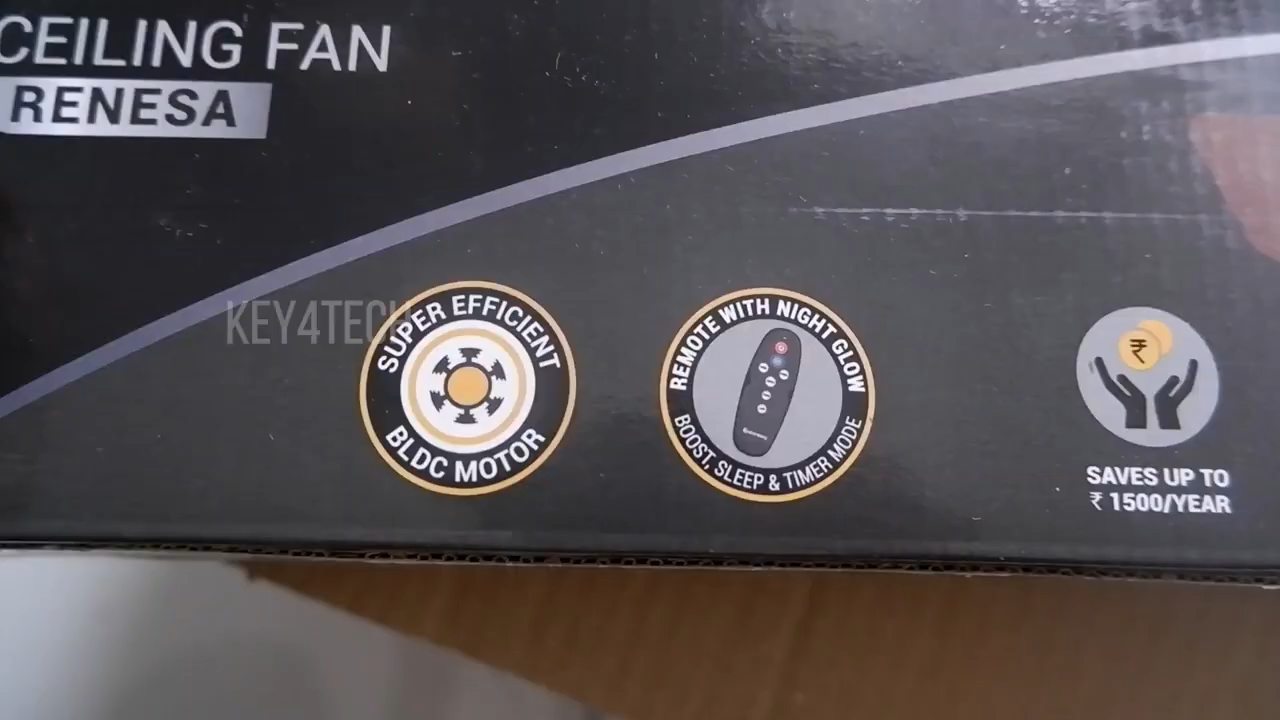 CEILING FAN
RENESA
KEY4TECH
SUPER EFFICIENT
BLDC MOTOR
REMOTE WITH NIGHT GLOW
BOOST, SLEEP & TIMER MODE
₹
SAVES UP TO
₹ 1500/YEAR